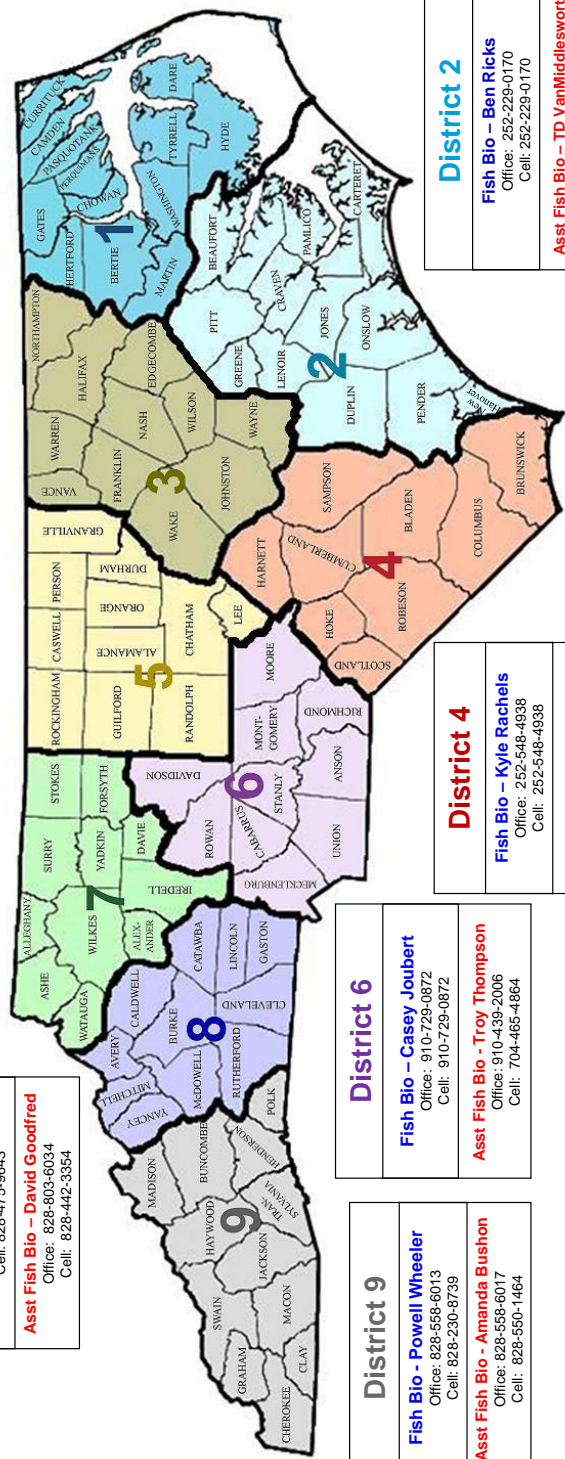 Cell: 828-475-9643
Asst Fish Bio – David Goodfred
Office: 828-803-6034
Cell: 828-442-3354
CURRITUCK
CAMDEN
PASQUOTANK
PERQUIMANS
GATES
CHOWAN
HERTFORD
BERTIE
DARE
TYRRELL
WASHINGTON
HYDE
MARTIN
1
NORTHAMPTON
HALIFAX
WARREN
VANCE
EDGECOMBE
NASH
FRANKLIN
WILSON
WAKE
WAYNE
JOHNSTON
3
BEAUFORT
PITT
PAMLICO
CRAVEN
GREENE
CARTERET
LENOIR
JONES
ONSLOW
DUPLIN
PENDER
New
Hanover
2
GRANVILLE
PERSON
DURHAM
CASWELL
ORANGE
ROCKINGHAM
ALAMANCE
GUILFORD
CHATHAM
LEE
RANDOLPH
5
SAMPSON
HARNETT
CUMBERLAND
BLADEN
BRUNSWICK
COLUMBUS
HOKE
ROBESON
SCOTLAND
4
MOORE
MONT-
GOMERY
RICHMOND
DAVIDSON
STANLY
ANSON
ROWAN
CABARRUS
UNION
MECKLENBURG
6
STOKES
FORSYTH
SURRY
YADKIN
DAVIE
ALLEGHANY
WILKES
IREDELL
ASHE
ALEX-
ANDER
WATAUGA
7
CALDWELL
CATAWBA
LINCOLN
GASTON
AVERY
BURKE
CLEVELAND
MITCHELL
McDOWELL
RUTHERFORD
YANCEY
8
POLK
MADISON
BUNCOMBE
HENDERSON
HAYWOOD
TRAN-
SYLVANIA
JACKSON
SWAIN
MACON
GRAHAM
CLAY
CHEROKEE
9
District 9
Fish Bio - Powell Wheeler
Office: 828-558-6013
Cell: 828-230-8739
Asst Fish Bio - Amanda Bushon
Office: 828-558-6017
Cell: 828-550-1464
District 6
Fish Bio – Casey Joubert
Office: 910-729-0872
Cell: 910-729-0872
Asst Fish Bio - Troy Thompson
Office: 910-439-2006
Cell: 704-465-4864
District 4
Fish Bio – Kyle Rachels
Office: 252-548-4938
Cell: 252-548-4938
District 2
Fish Bio – Ben Ricks
Office: 252-229-0170
Cell: 252-229-0170
Asst Fish Bio – TD VanMiddleswort